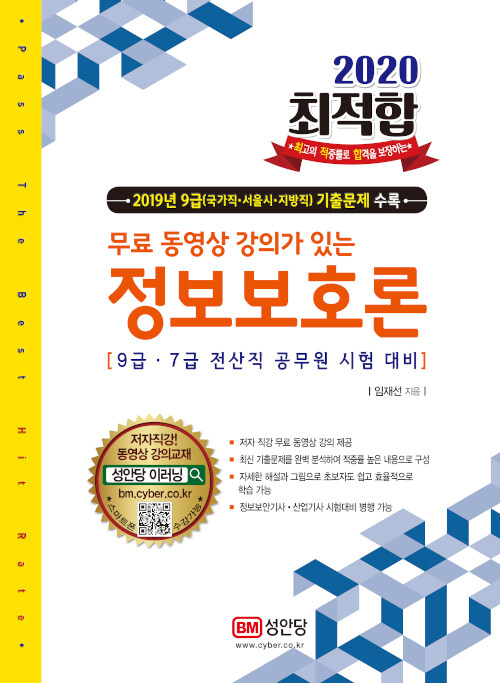 • Pass The Best Hit Rate •
2020
최적합
★최고의 적중률로 합격을 보장하는★
2019년 9급(국가직·서울시·지방직) 기출문제 수록
무료 동영상 강의가 있는
정보보호론
[9급·7급 전산직 공무원 시험 대비]
| 임재선 지음 |
저자직강!
동영상 강의교재
성안당 이러닝
bm.cyber.co.kr
★스마트폰 수강가능★
■ 저자 직강 무료 동영상 강의 제공
■ 최신 기출문제를 완벽 분석하여 적중률 높은 내용으로 구성
■ 자세한 해설과 그림으로 초보자도 쉽고 효율적으로
학습 가능
■ 정보보안기사·산업기사 시험대비 병행 가능
BM 성안당
www.cyber.co.kr